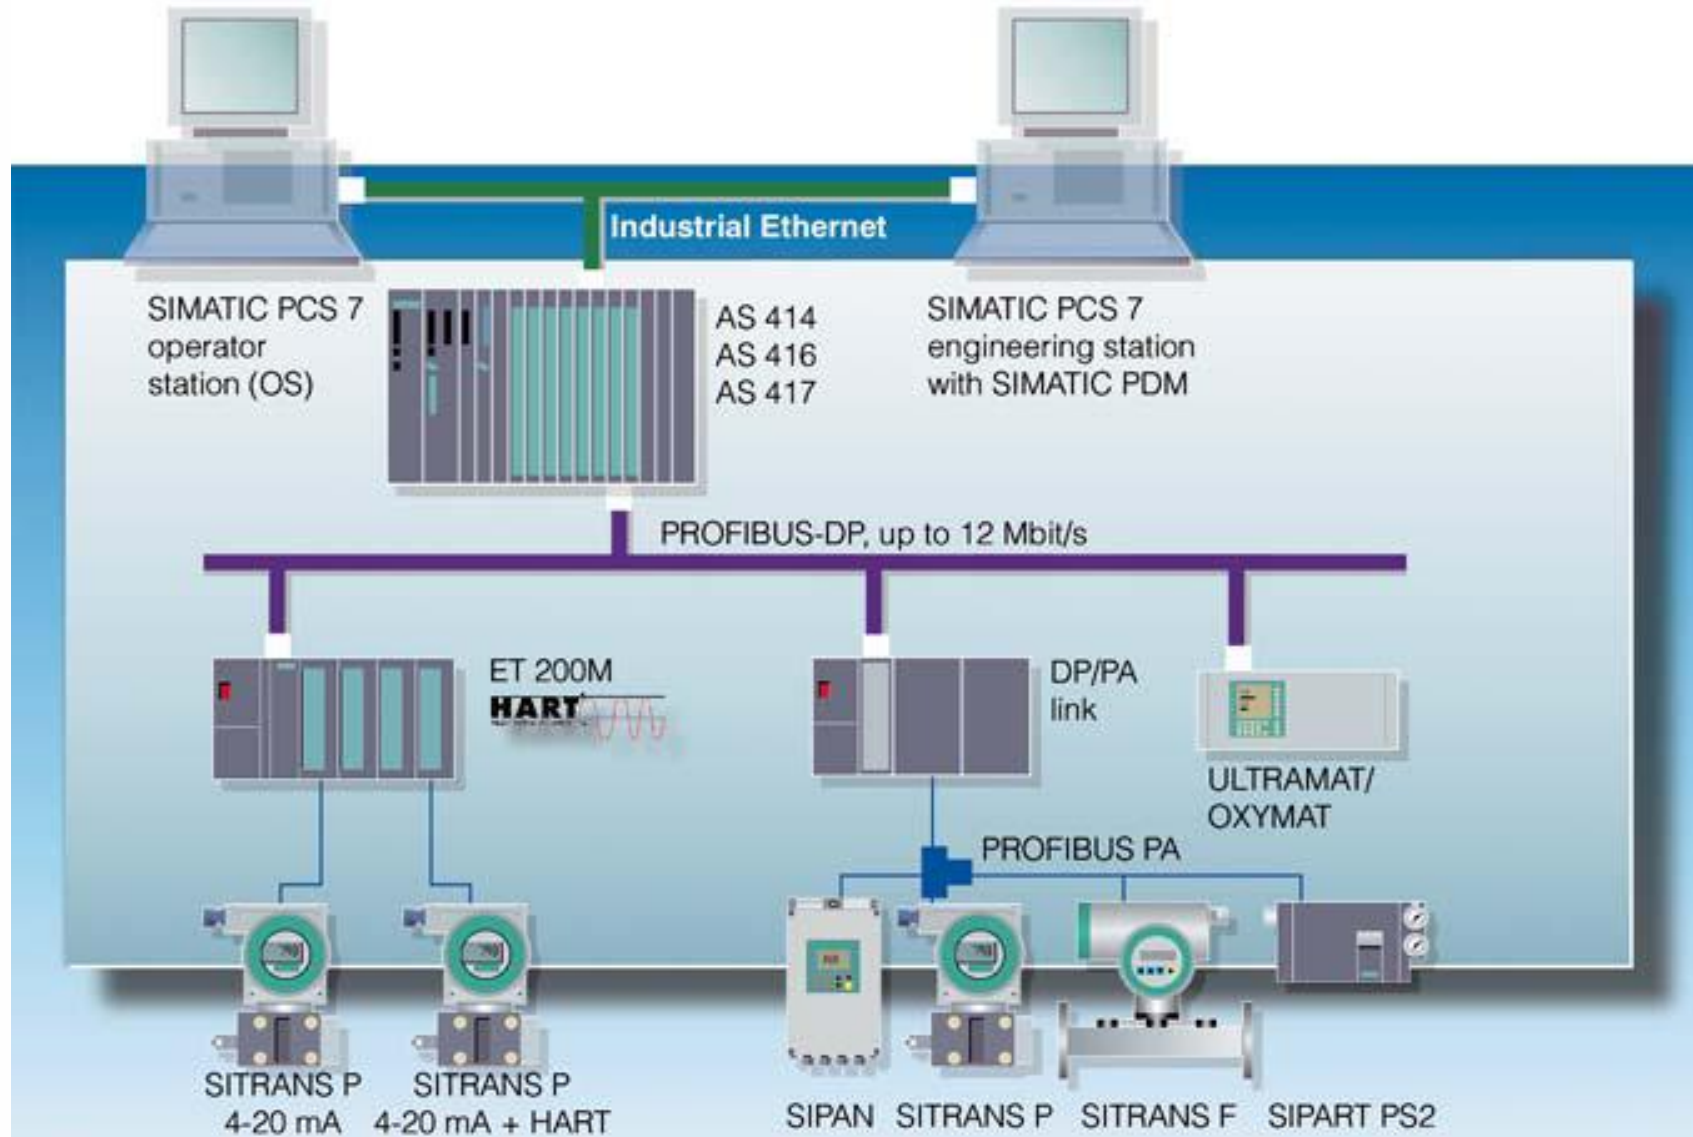 Industrial Ethernet
SIMATIC PCS 7
operator
station (OS)
AS 414
AS 416
AS 417
SIMATIC PCS 7
engineering station
with SIMATIC PDM
PROFIBUS-DP, up to 12 Mbit/s
ET 200M
HART
DP/PA
link
ULTRAMAT/
OXYMAT
PROFIBUS PA
SITRANS P
4-20 mA
SITRANS P
4-20 mA + HART
SIPAN
SITRANS P
SITRANS F
SIPART PS2